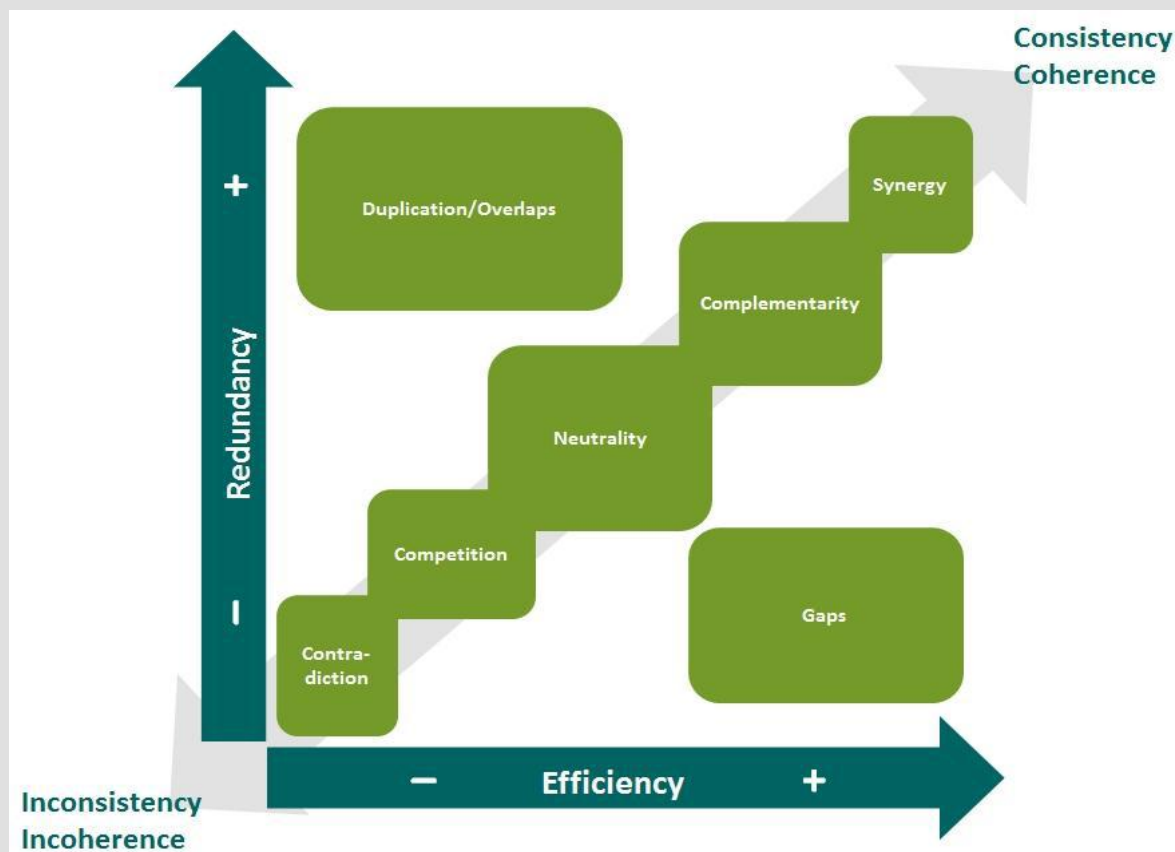 Consistency
Coherence
+
Synergy
Duplication/Overlaps
Complementarity
Redundancy
Neutrality
Competition
−
Gaps
Contra-
diction
− Efficiency +
Inconsistency
Incoherence